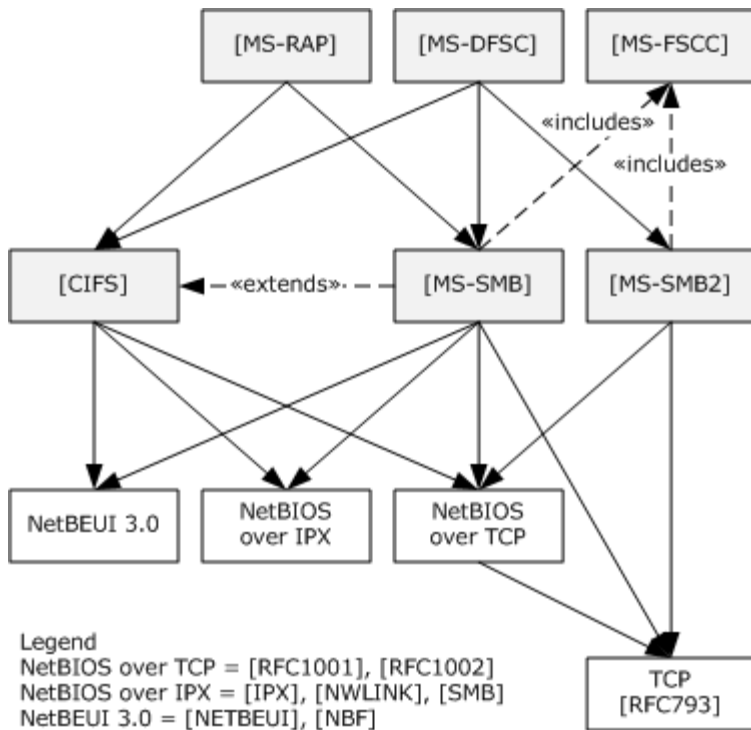 [MS-RAP]
[MS-DFSC]
[MS-FSCC]
«includes»
«includes»
[CIFS]
«extends»
[MS-SMB]
[MS-SMB2]
NetBEUI 3.0
NetBIOS
over IPX
NetBIOS
over TCP
Legend
NetBIOS over TCP = [RFC1001], [RFC1002]
NetBIOS over IPX = [IPX], [NWLINK], [SMB]
NetBEUI 3.0 = [NETBEUI], [NBF]
TCP
[RFC793]